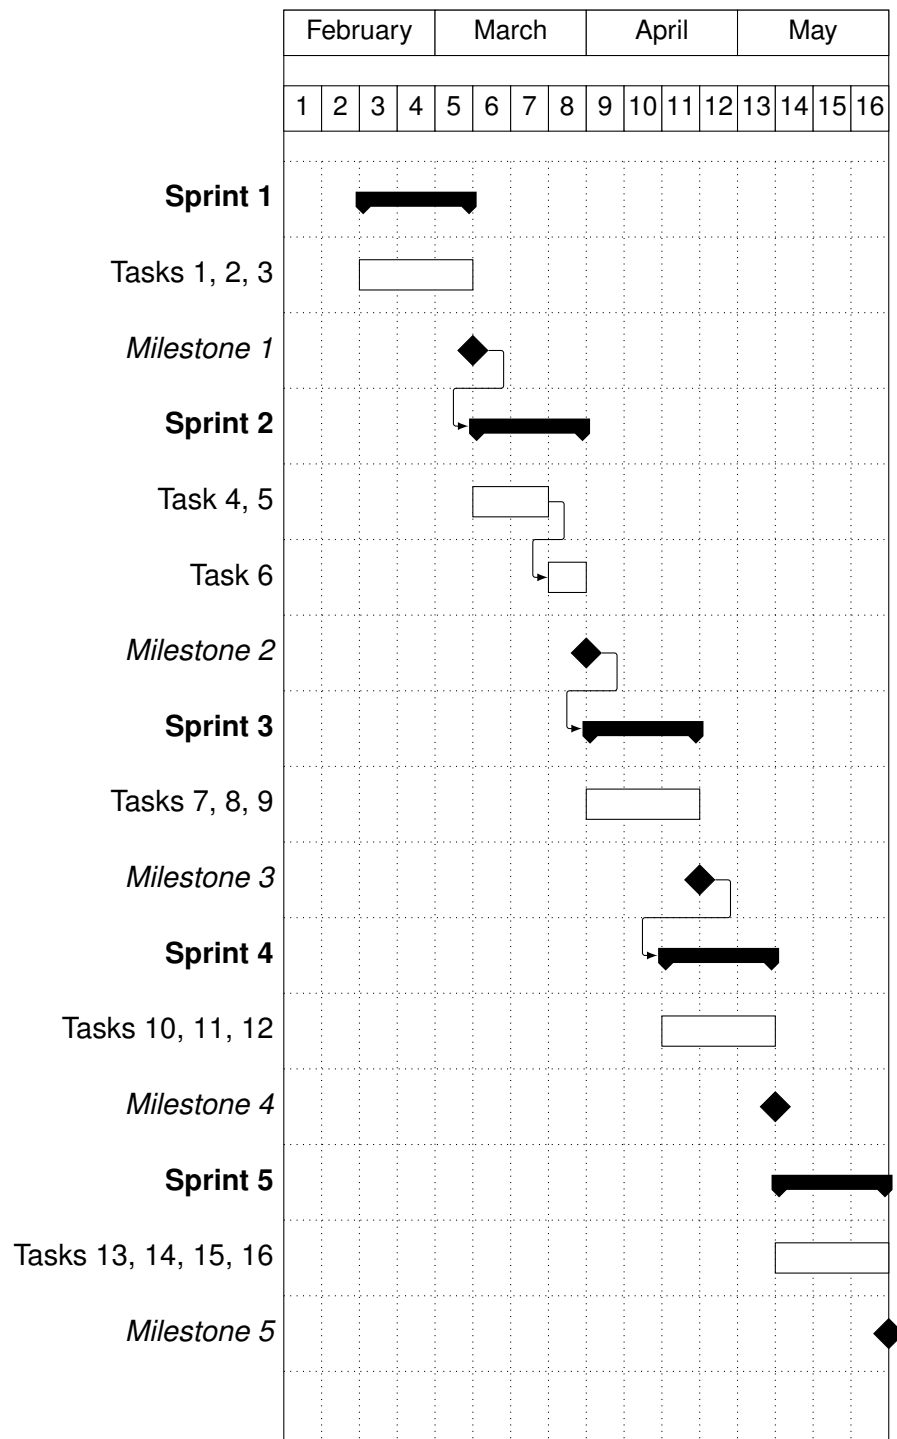 February March April May
1 2 3 4 5 6 7 8 9 10 11 12 13 14 15 16
Sprint 1
Tasks 1, 2, 3
Milestone 1
Sprint 2
Task 4, 5
Task 6
Milestone 2
Sprint 3
Tasks 7, 8, 9
Milestone 3
Sprint 4
Tasks 10, 11, 12
Milestone 4
Sprint 5
Tasks 13, 14, 15, 16
Milestone 5